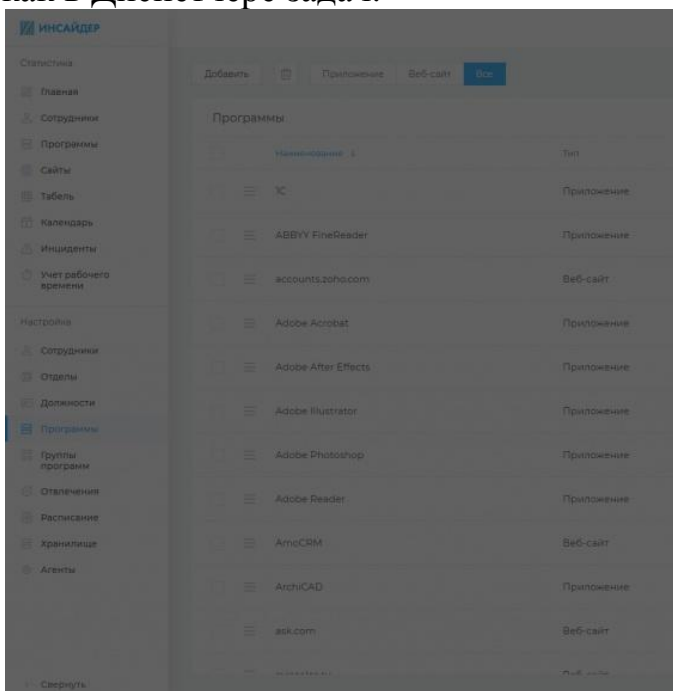 ИНСАЙДЕР
Статистика
Главная
Сотрудники
Программы
Сайты
Табель
Календарь
Инциденты
Учет рабочего
времени
Настройка
Сотрудники
Отделы
Должности
Программы
Группы
программ
Отвлечения
Расписание
Хранилище
Агенты
Свернуть
Добавить Приложение Веб-сайт Все
Программы
Наименование Тип
1С Приложение
ABBYY FineReader Приложение
accounts.zoho.com Веб-сайт
Adobe Acrobat Приложение
Adobe After Effects Приложение
Adobe Illustrator Приложение
Adobe Photoshop Приложение
Adobe Reader Приложение
AmoCRM Веб-сайт
ArchiCAD Приложение
ask.com Веб-сайт